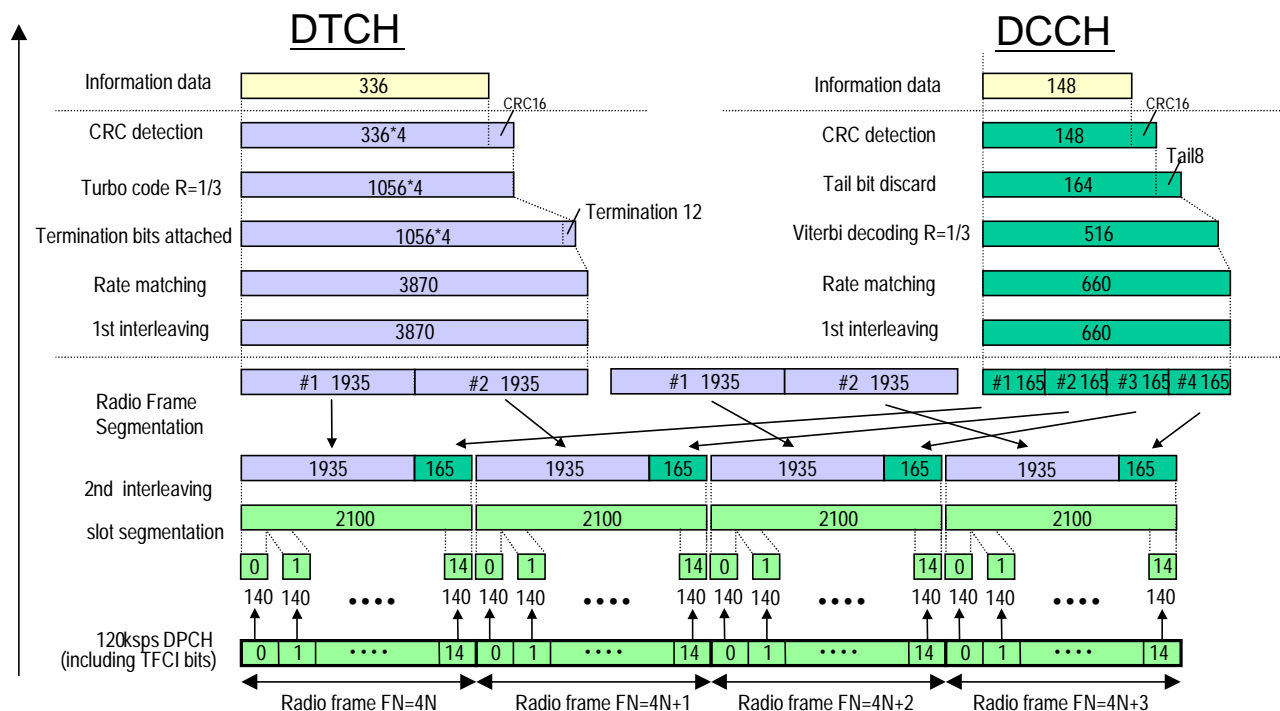 DTCH
DCCH
Information data
336
CRC16
CRC detection
336*4
Turbo code R=1/3
1056*4
Termination 12
Termination bits attached
1056*4
Rate matching
3870
1st interleaving
3870
Information data
148
CRC16
CRC detection
148
Tail8
Tail bit discard
164
Viterbi decoding R=1/3
516
Rate matching
660
1st interleaving
660
Radio Frame
Segmentation
#1 1935 #2 1935 #1 1935 #2 1935 #1 165 #2 165 #3 165 #4 165
2nd interleaving
1935 165 1935 165 1935 165 1935 165
slot segmentation
2100 2100 2100 2100
0 1 14 0 1 14 0 1 14 0 1 14
140 140 •••• 140 140 140 •••• 140 140 140 •••• 140 140 140 •••• 140
120ksps DPCH
(including TFCI bits)
0 1 •••• 14 0 1 •••• 14 0 1 •••• 14 0 1 •••• 14
Radio frame FN=4N Radio frame FN=4N+1 Radio frame FN=4N+2 Radio frame FN=4N+3